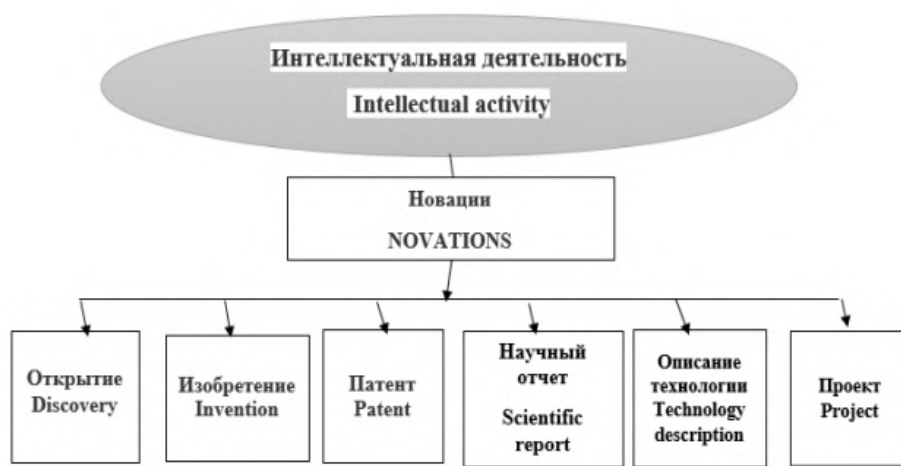 Интеллектуальная деятельность
Intellectual activity
Новации
NOVATIONS
Открытие
Discovery
Изобретение
Invention
Патент
Patent
Научный
отчет
Scientific
report
Описание
технологии
Technology
description
Проект
Project